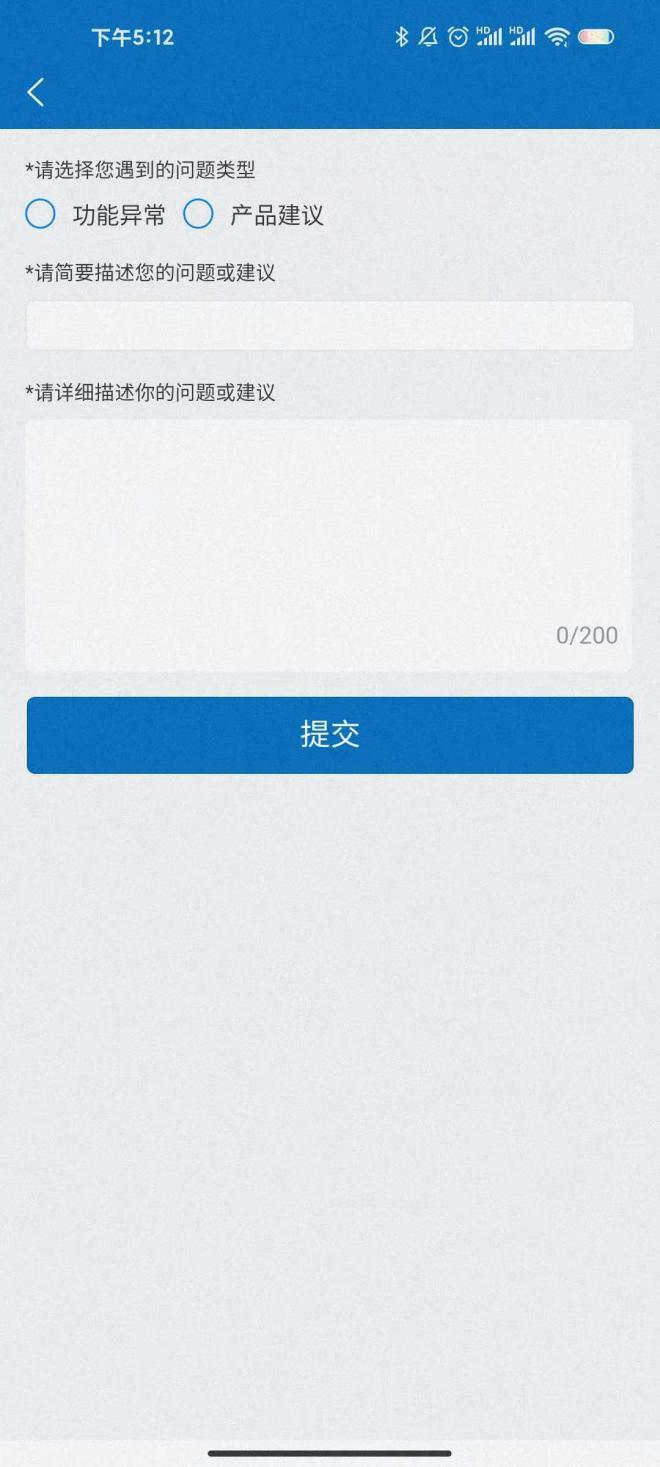 下午5:12
HD HD
*请选择您遇到的问题类型
功能异常 产品建议
*请简要描述您的问题或建议
*请详细描述你的问题或建议
0/200
提交